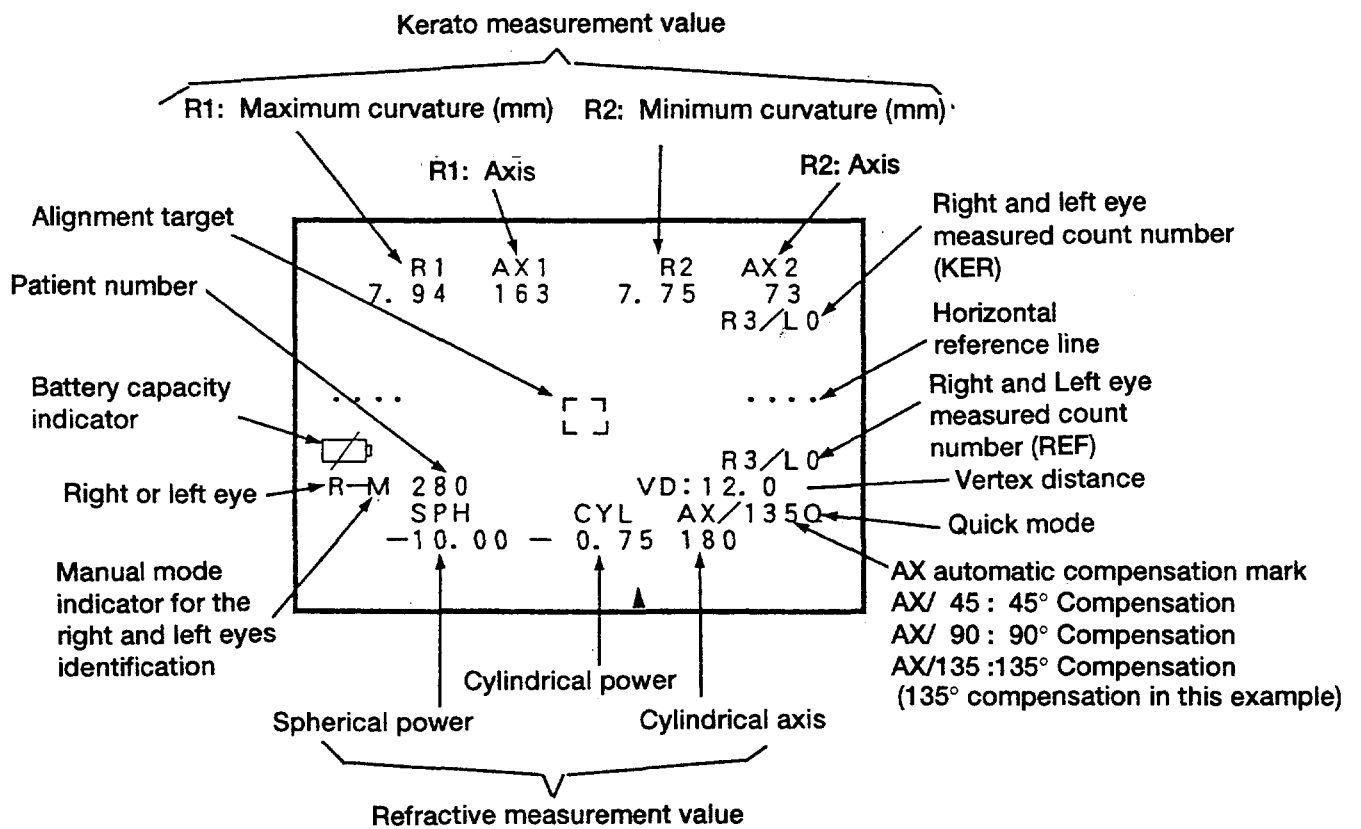 Kerato measurement value
R1: Maximum curvature (mm) R2: Minimum curvature (mm)
R1: Axis
R2: Axis
Alignment target
Patient number
Battery capacity
indicator
Right or left eye
Manual mode
indicator for the
right and left eyes
identification
R1 AX1 R2 AX2
7. 94 163 7. 75 73
R3/L0
R3/L0
R—M 280 VD:12. 0
SPH CYL AX/135Q
−10. 00 − 0. 75 180
Right and left eye
measured count number
(KER)
Horizontal
reference line
Right and Left eye
measured count
number (REF)
Vertex distance
Quick mode
AX automatic compensation mark
AX/ 45 : 45° Compensation
AX/ 90 : 90° Compensation
AX/135 :135° Compensation
(135° compensation in this example)
Cylindrical power
Spherical power
Cylindrical axis
Refractive measurement value